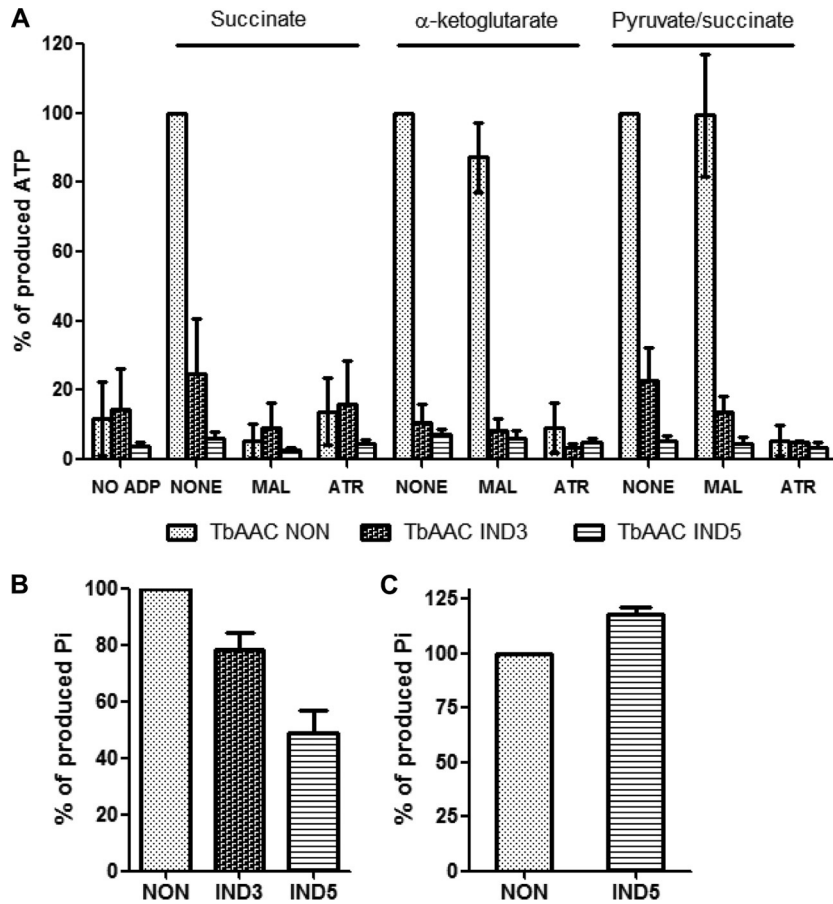 A
Succinate α-ketoglutarate Pyruvate/succinate
% of produced ATP
120
100
80
60
40
20
0
NO ADP NONE MAL ATR NONE MAL ATR NONE MAL ATR
TbAAC NON TbAAC IND3 TbAAC IND5
B
% of produced Pi
100
80
60
40
20
0
NON IND3 IND5
C
% of produced Pi
125
100
75
50
25
0
NON IND5